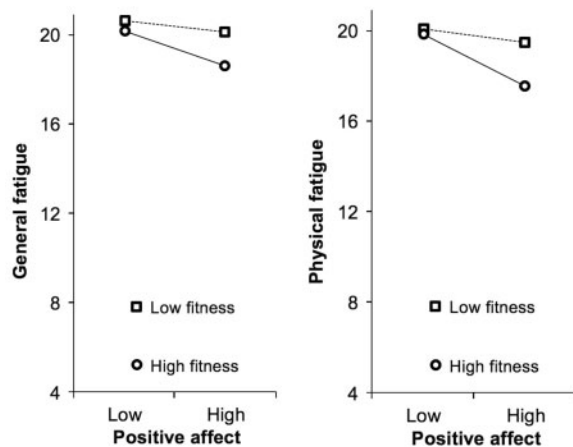 20
16
12
8
4
General fatigue
Low fitness
High fitness
Low High
Positive affect
20
16
12
8
4
Physical fatigue
Low fitness
High fitness
Low High
Positive affect